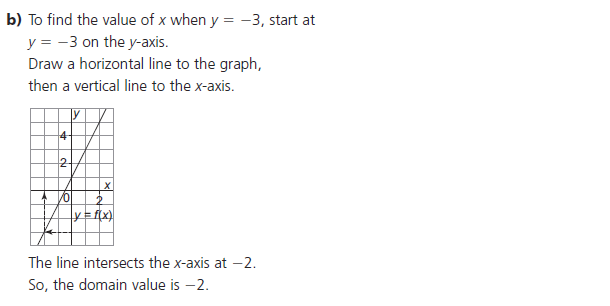 b) To find the value of x when y = −3, start at
y = −3 on the y-axis.
Draw a horizontal line to the graph,
then a vertical line to the x-axis.
y
4
2
x
0 2
y = f(x)
The line intersects the x-axis at −2.
So, the domain value is −2.